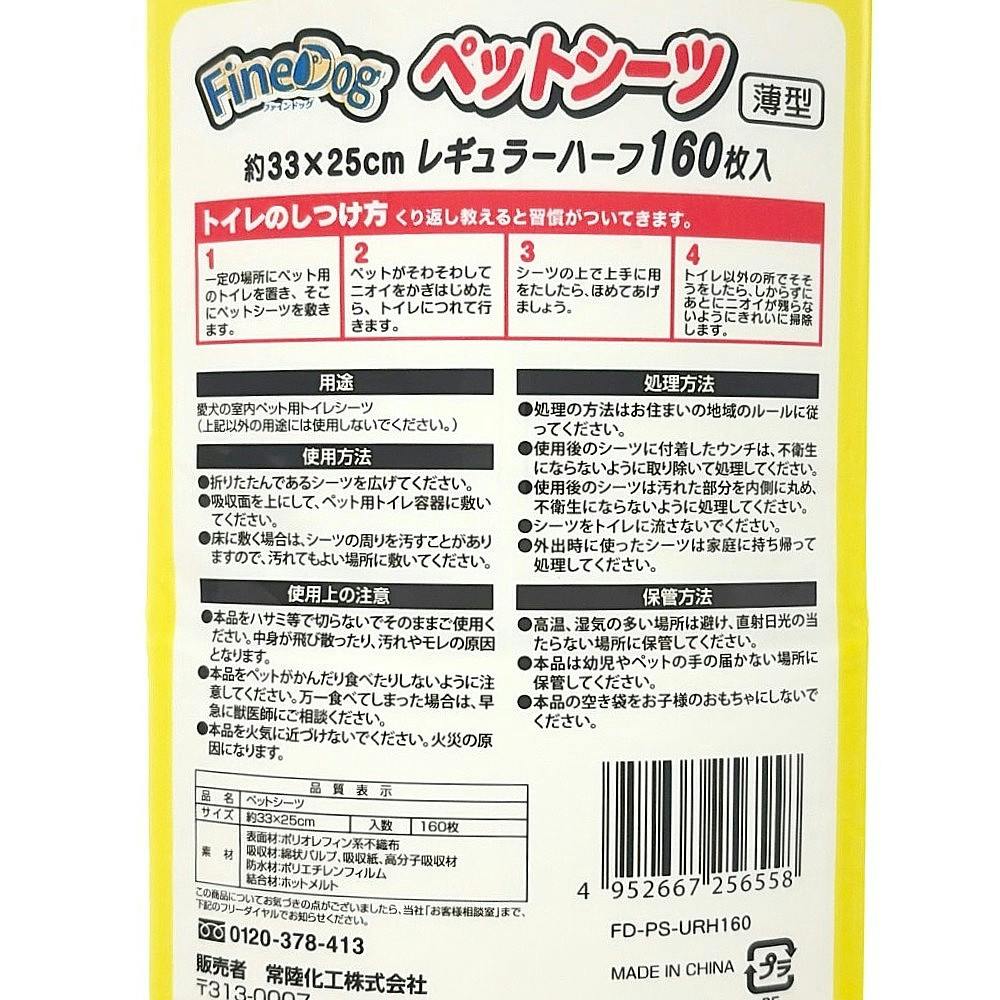 FineDog
ファインドッグ
ペットシーツ
薄型
約33×25cm レギュラーハーフ160枚入
トイレのしつけ方 くり返し教えると習慣がついてきます。
1
一定の場所にペット用
のトイレを置き、そこ
にペットシーツを敷き
ます。
2
ペットがそわそわして
ニオイをかぎはじめた
ら、トイレにつれて行
きます。
3
シーツの上で上手に用
をたしたら、ほめてあげ
ましょう。
4
トイレ以外の所でそそ
うをしたら、しからずに
あとにニオイが残らな
いようにきれいに掃除
します。
用途
愛犬の室内ペット用トイレシーツ
(上記以外の用途には使用しないでください。)
使用方法
●折りたたんであるシーツを広げてください。
●吸収面を上にして、ペット用トイレ容器に敷い
てください。
●床に敷く場合は、シーツの周りを汚すことがあり
ますので、汚れてもよい場所に敷いてください。
使用上の注意
●本品をハサミ等で切らないでそのままご使用く
ださい。中身が飛び散ったり、汚れやモレの原因
となります。
●本品をペットがかんだり食べたりしないように注
意してください。万一食べてしまった場合は、早
急に獣医師にご相談ください。
●本品を火気に近づけないでください。火災の原
因になります。
処理方法
●処理の方法はお住まいの地域のルールに従
ってください。
●使用後のシーツに付着したウンチは、不衛生
にならないように取り除いて処理してください。
●使用後のシーツは汚れた部分を内側に丸め、
不衛生にならないように処理してください。
●シーツをトイレに流さないでください。
●外出時に使ったシーツは家庭に持ち帰って
処理してください。
保管方法
●高温、湿気の多い場所は避け、直射日光の当
たらない場所に保管してください。
●本品は幼児やペットの手の届かない場所に
保管してください。
●本品の空き袋をお子様のおもちゃにしないで
ください。
品質表示
品名 ペットシーツ
サイズ 約33×25cm 入数 160枚
素材 表面材:ポリオレフィン系不織布
吸収材:綿状パルプ、吸収紙、高分子吸収材
防水材:ポリエチレンフィルム
結合材:ホットメルト
この商品についてお気づきの点がございましたら、当社「お客様相談室」まで、
下記のフリーダイヤルでお知らせください。
0120-378-413
販売者 常陸化工株式会社
〒313-0007
4 952667 256558
FD-PS-URH160
MADE IN CHINA
プラ